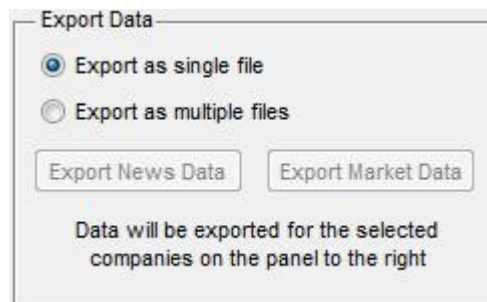 Export Data
Export as single file
Export as multiple files
Export News Data Export Market Data
Data will be exported for the selected
companies on the panel to the right